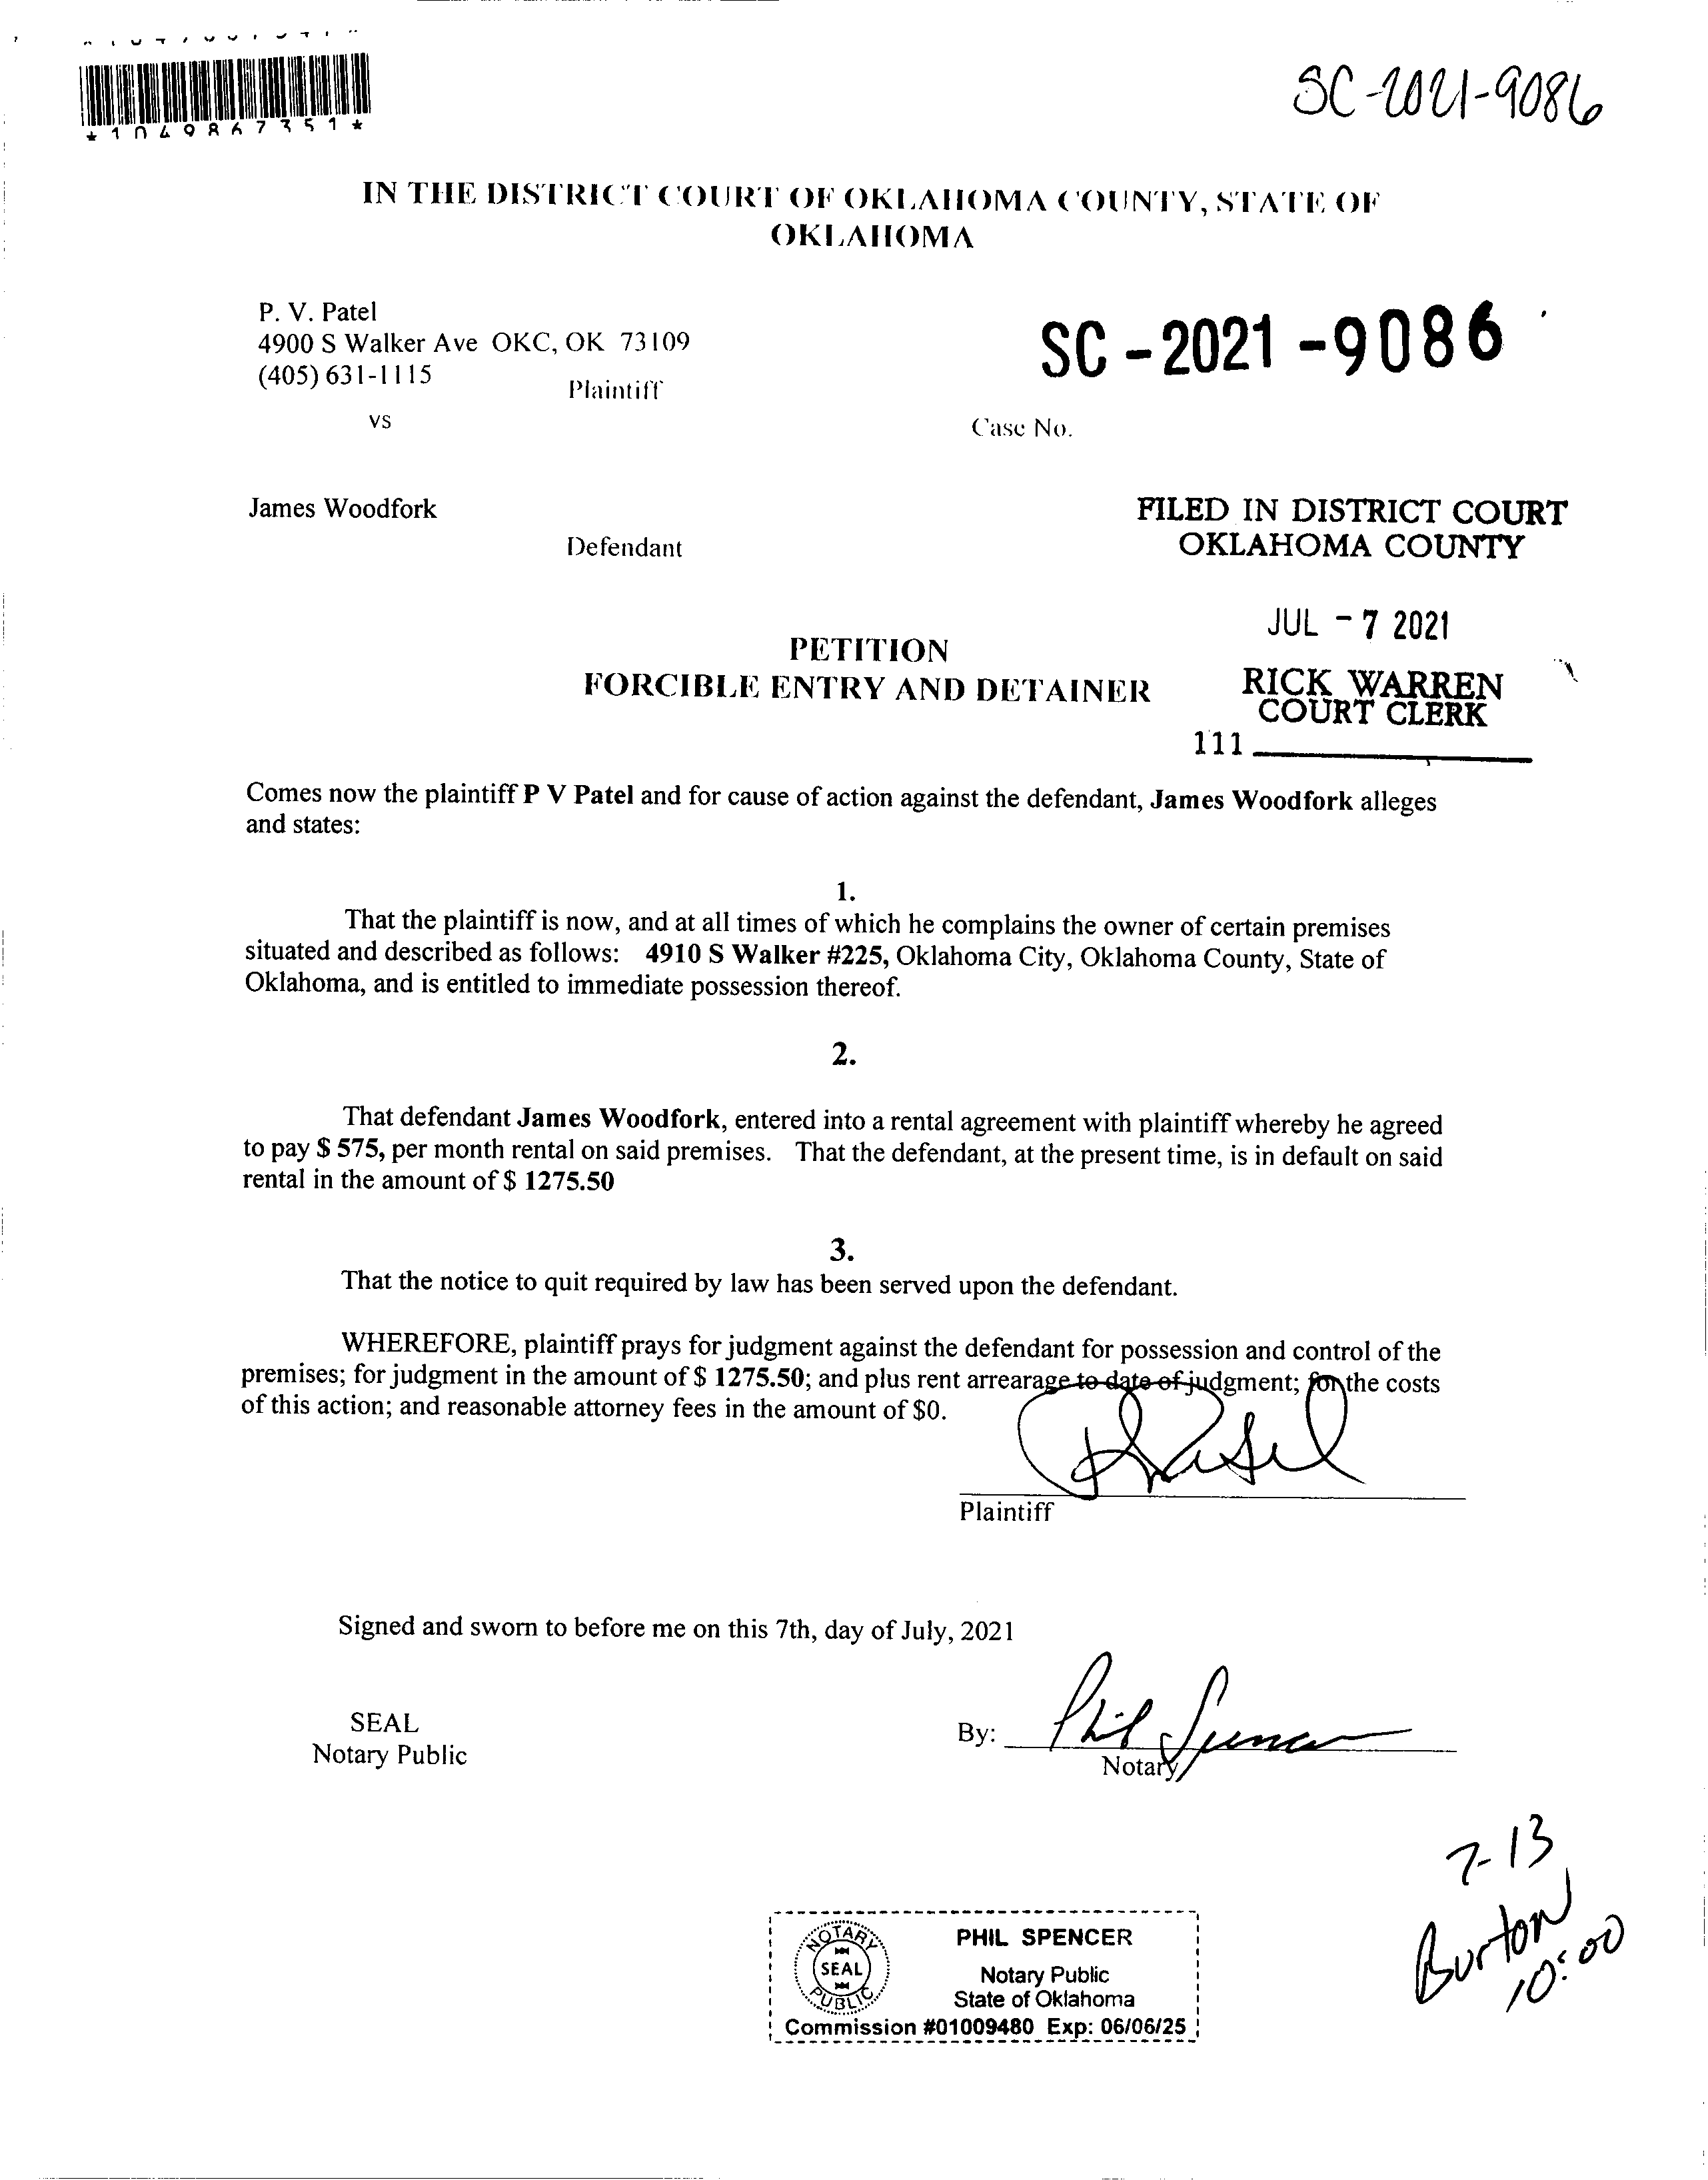 *1049867351*
SC-2021-9086
IN THE DISTRICT COURT OF OKLAHOMA COUNTY, STATE OF
OKLAHOMA
P. V. Patel
4900 S Walker Ave OKC, OK 73109
(405) 631-1115
Plaintiff
vs
SC-2021-9086
Case No.
James Woodfork
Defendant
FILED IN DISTRICT COURT
OKLAHOMA COUNTY
JUL - 7 2021
PETITION
FORCIBLE ENTRY AND DETAINER
RICK WARREN
COURT CLERK
111
Comes now the plaintiff P V Patel and for cause of action against the defendant, James Woodfork alleges
and states:
1.
That the plaintiff is now, and at all times of which he complains the owner of certain premises
situated and described as follows: 4910 S Walker #225, Oklahoma City, Oklahoma County, State of
Oklahoma, and is entitled to immediate possession thereof.
2.
That defendant James Woodfork, entered into a rental agreement with plaintiff whereby he agreed
to pay $ 575, per month rental on said premises. That the defendant, at the present time, is in default on said
rental in the amount of $ 1275.50
3.
That the notice to quit required by law has been served upon the defendant.
WHEREFORE, plaintiff prays for judgment against the defendant for possession and control of the
premises; for judgment in the amount of $ 1275.50; and plus rent arrearage to date of judgment; for the costs
of this action; and reasonable attorney fees in the amount of $0.
Plaintiff
Signed and sworn to before me on this 7th, day of July, 2021
SEAL
Notary Public
By: Phil Spencer
Notary
7-13
Burton
10:00
NOTARY
SEAL
PUBLIC
PHIL SPENCER
Notary Public
State of Oklahoma
Commission #01009480 Exp: 06/06/25